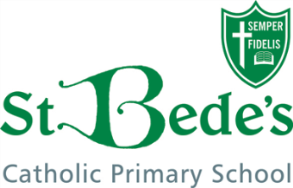 SEMPER
FIDELIS
St Bede's
Catholic Primary School